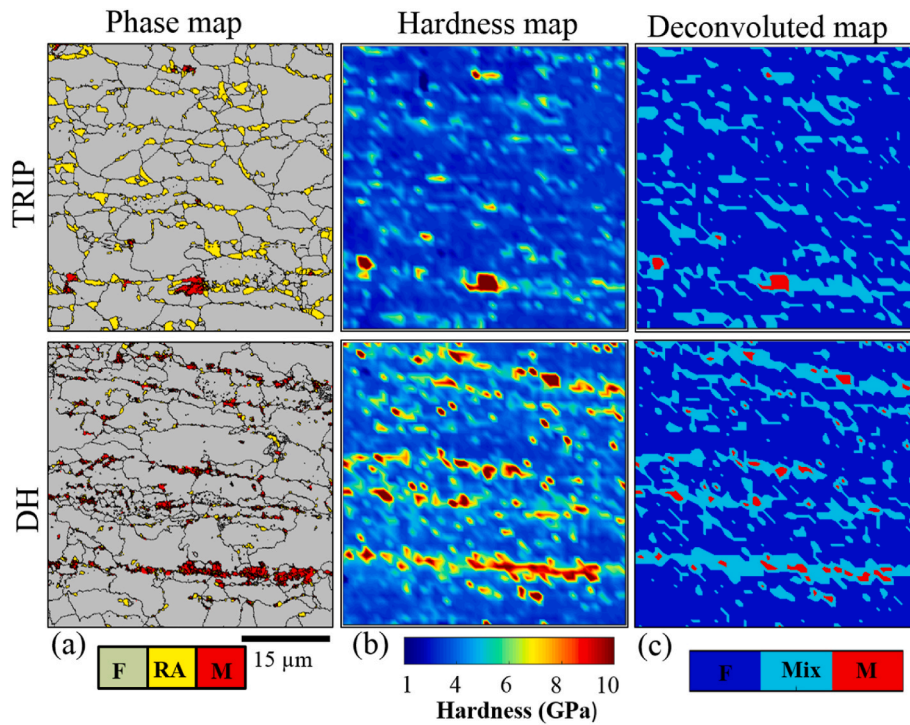 Phase map Hardness map Deconvoluted map
TRIP
DH
(a) (b) (c)
F RA M
15 µm
1 4 6 8 10
Hardness (GPa)
F Mix M